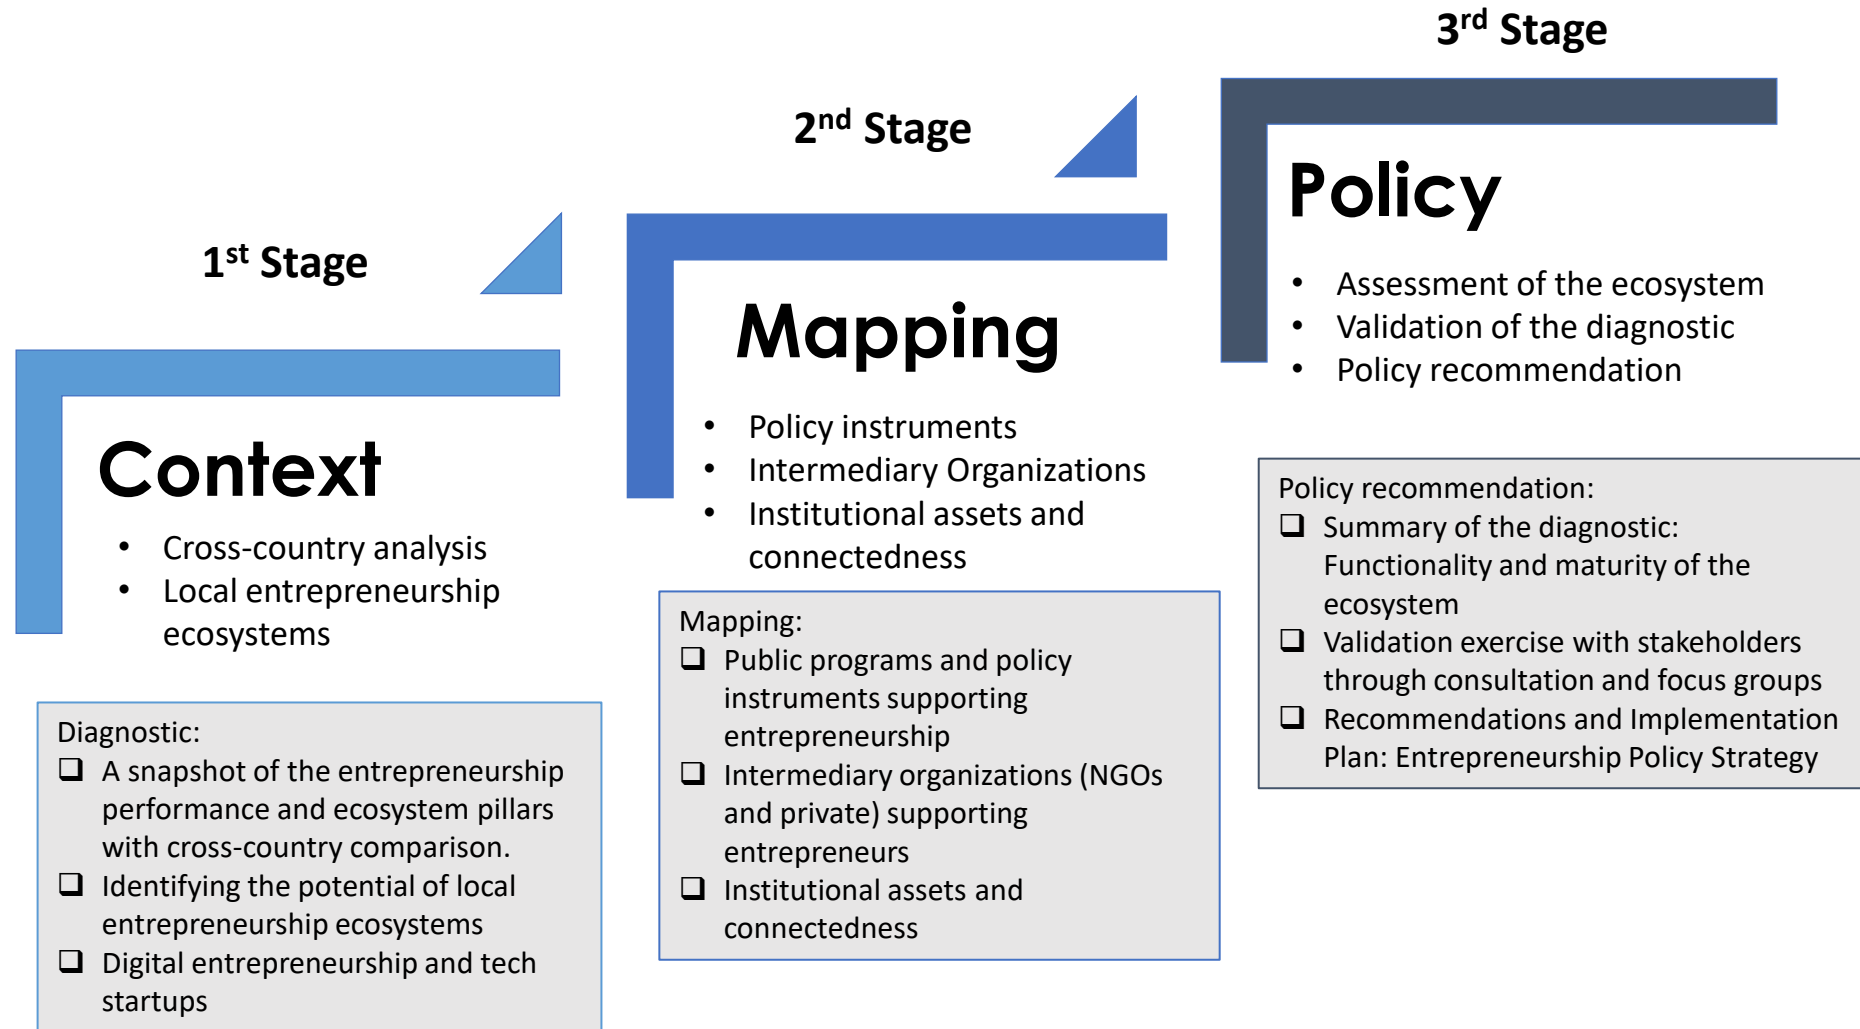 1st Stage
Context
• Cross-country analysis
• Local entrepreneurship
ecosystems
Diagnostic:
❑ A snapshot of the entrepreneurship
performance and ecosystem pillars
with cross-country comparison.
❑ Identifying the potential of local
entrepreneurship ecosystems
❑ Digital entrepreneurship and tech
startups
2nd Stage
Mapping
• Policy instruments
• Intermediary Organizations
• Institutional assets and
connectedness
Mapping:
❑ Public programs and policy
instruments supporting
entrepreneurship
❑ Intermediary organizations (NGOs
and private) supporting
entrepreneurs
❑ Institutional assets and
connectedness
3rd Stage
Policy
• Assessment of the ecosystem
• Validation of the diagnostic
• Policy recommendation
Policy recommendation:
❑ Summary of the diagnostic:
Functionality and maturity of the
ecosystem
❑ Validation exercise with stakeholders
through consultation and focus groups
❑ Recommendations and Implementation
Plan: Entrepreneurship Policy Strategy